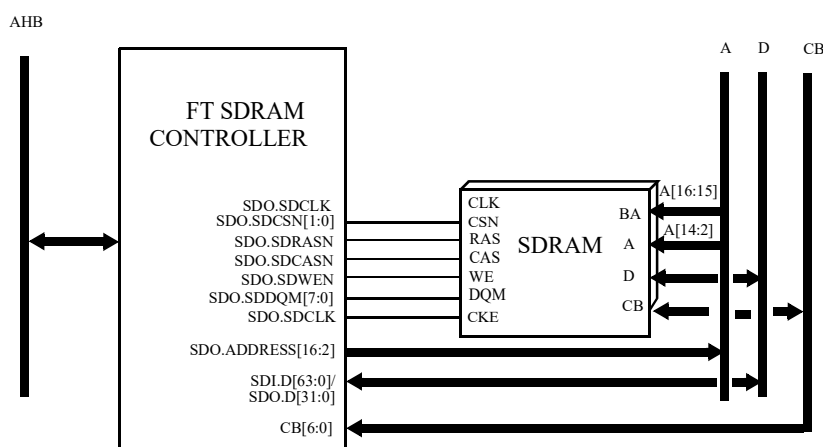 AHB
A D CB
FT SDRAM
CONTROLLER
A[16:15]
SDO.SDCLK
CLK
BA
SDO.SDCSN[1:0]
CSN
A[14:2]
SDO.SDRASN
RAS
SDRAM
A
SDO.SDCASN
CAS
SDO.SDWEN
WE
D
SDO.SDDQM[7:0]
DQM
CB
SDO.SDCLK
CKE
SDO.ADDRESS[16:2]
SDI.D[63:0]/
SDO.D[31:0]
CB[6:0]